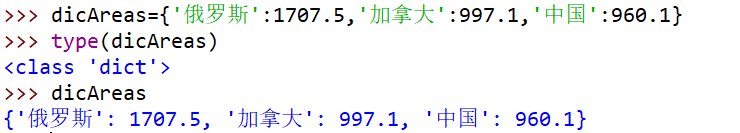 >>> dicAreas={'俄罗斯':1707.5,'加拿大':997.1,'中国':960.1}
>>> type(dicAreas)
<class 'dict'>
>>> dicAreas
{'俄罗斯': 1707.5, '加拿大': 997.1, '中国': 960.1}